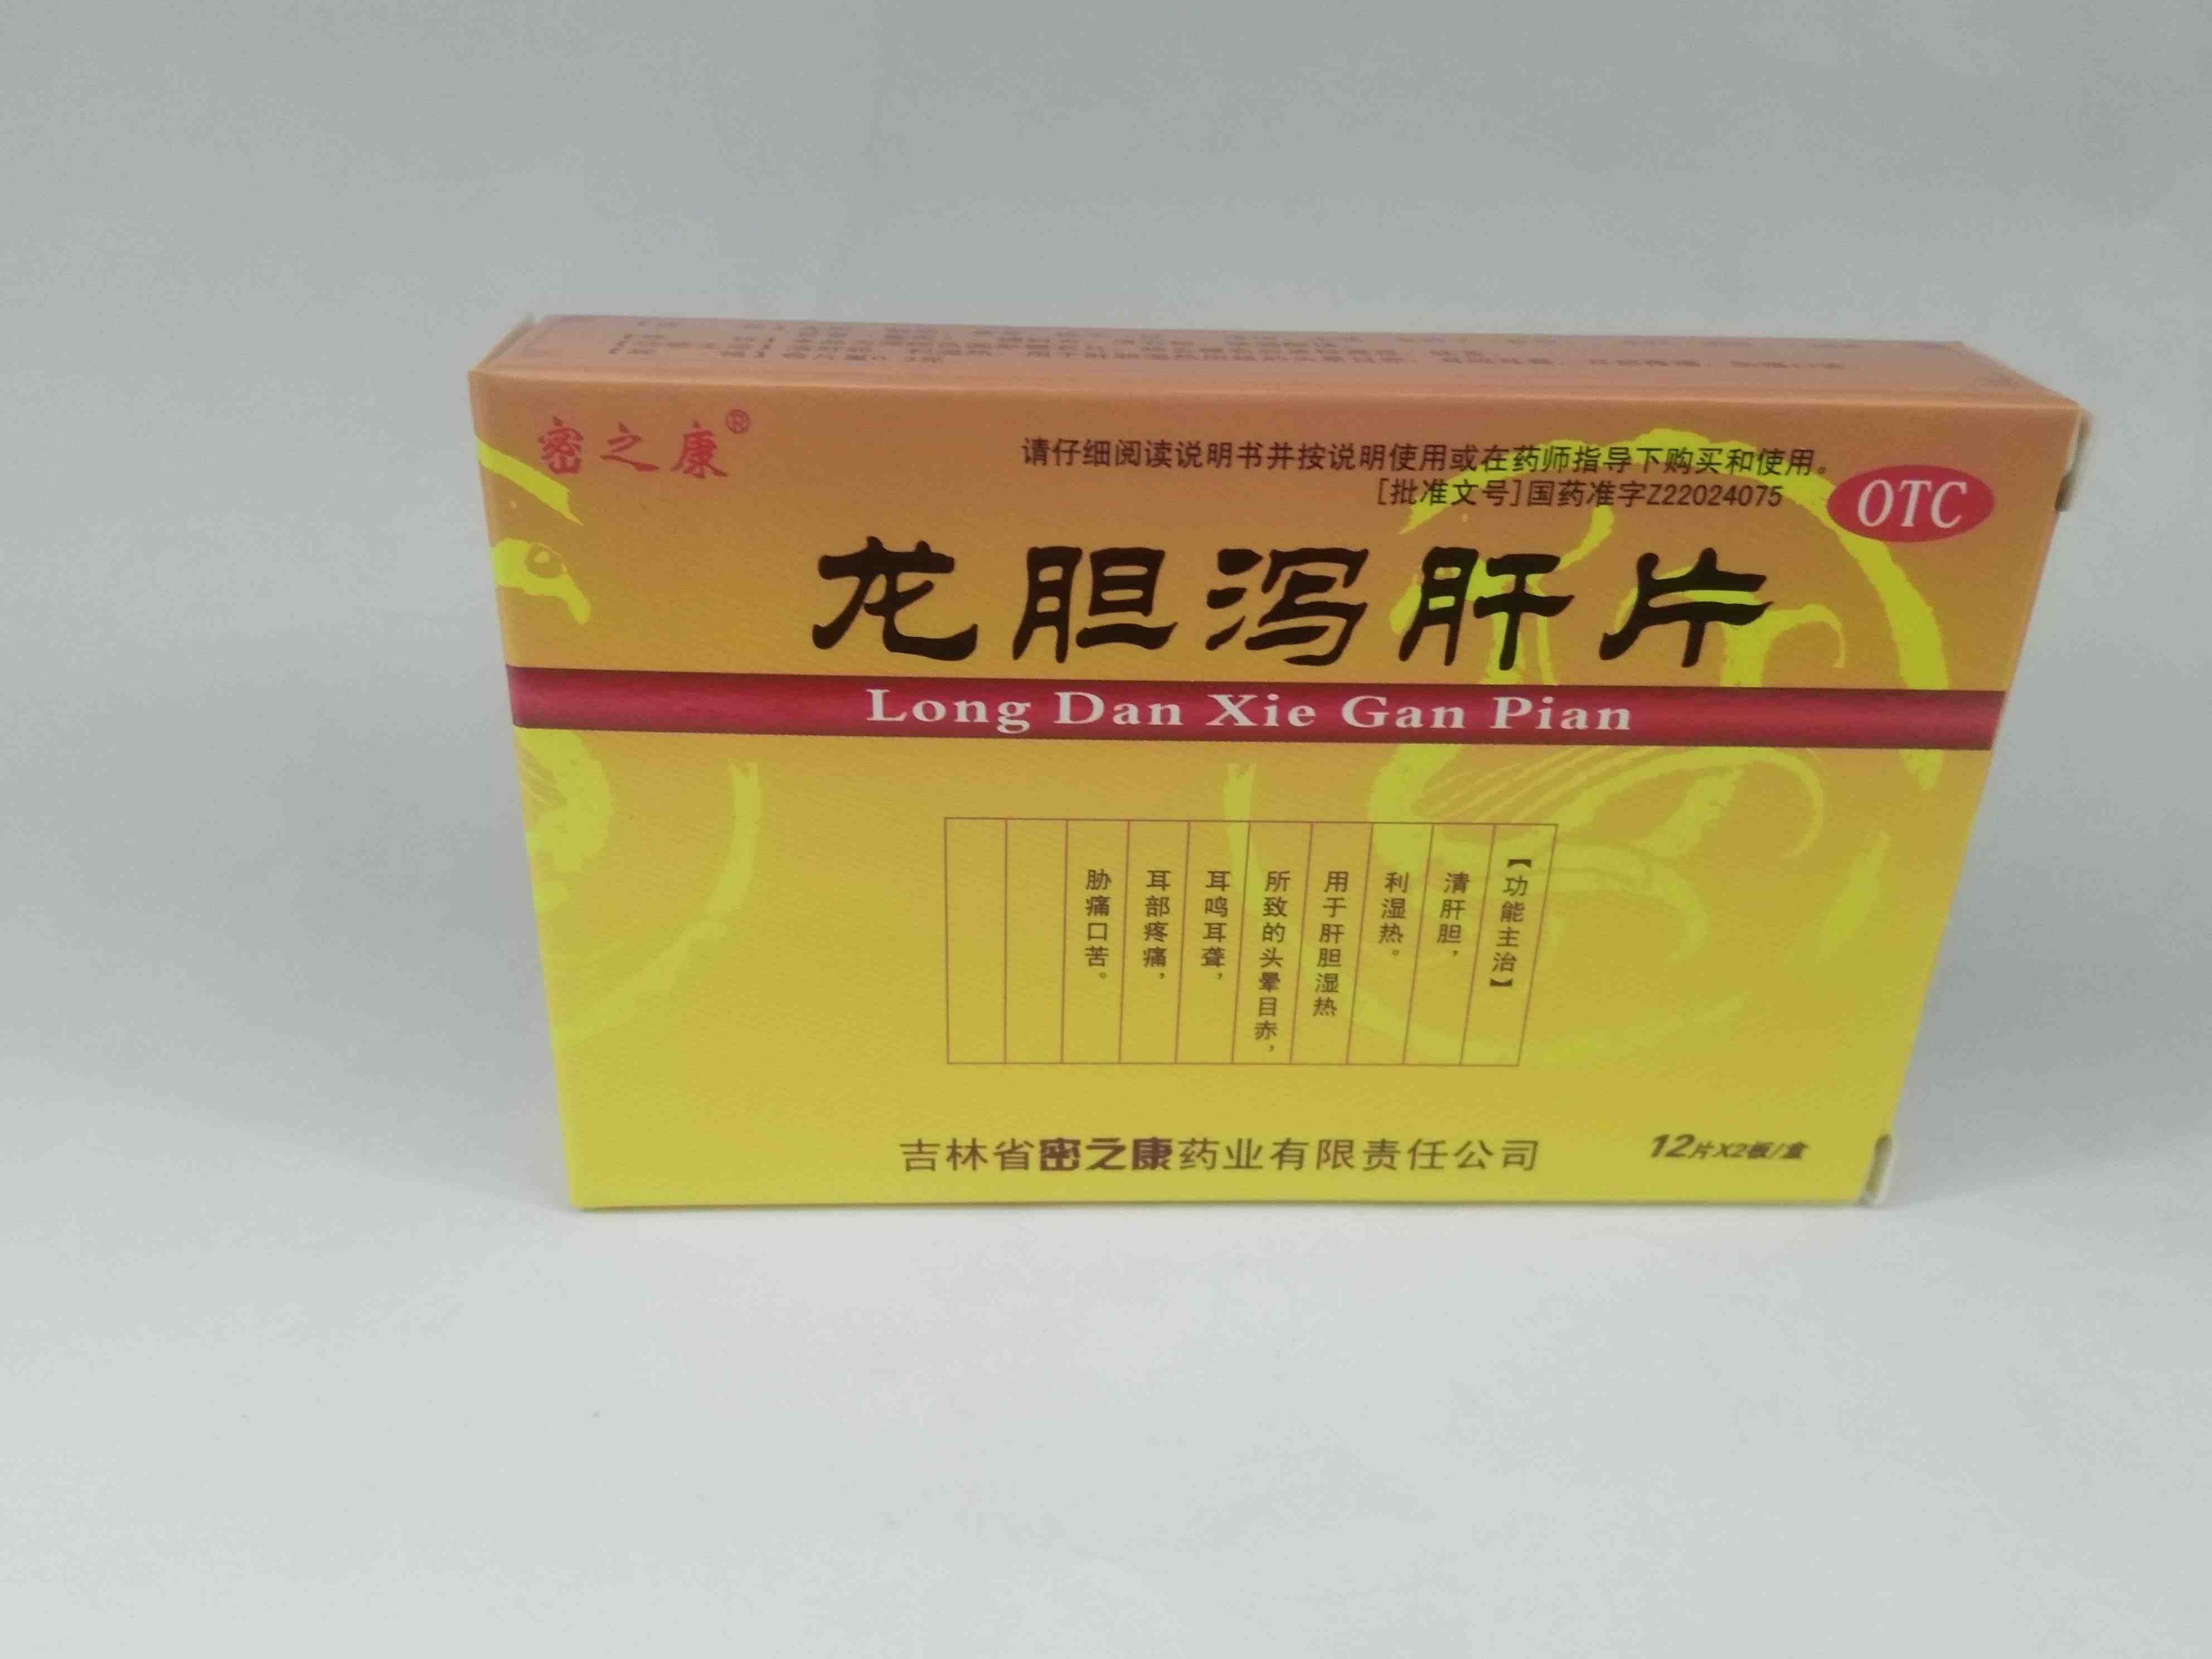 密之康®
请仔细阅读说明书并按说明使用或在药师指导下购买和使用。
[批准文号]国药准字Z22024075
OTC
龙胆泻肝片
Long Dan Xie Gan Pian
【功能主治】
清肝胆，
利湿热。
用于肝胆湿热
所致的头晕目赤，
耳鸣耳聋，
耳部疼痛，
胁痛口苦。
吉林省密之康药业有限责任公司
12片X2板/盒